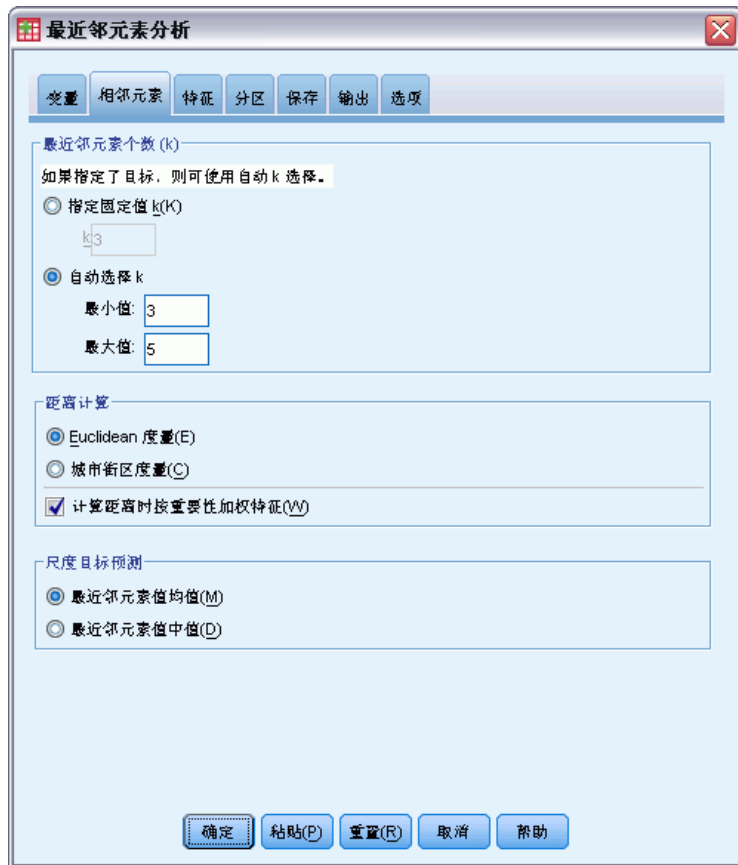 最近邻元素分析
变量 相邻元素 特征 分区 保存 输出 选项
最近邻元素个数 (k)
如果指定了目标，则可使用自动 k 选择。
指定固定值 k(K)
k 3
自动选择 k
最小值: 3
最大值: 5
距离计算
Euclidean 度量(E)
城市街区度量(C)
计算距离时按重要性加权特征(W)
尺度目标预测
最近邻元素值均值(M)
最近邻元素值中值(D)
确定 粘贴(P) 重置(R) 取消 帮助